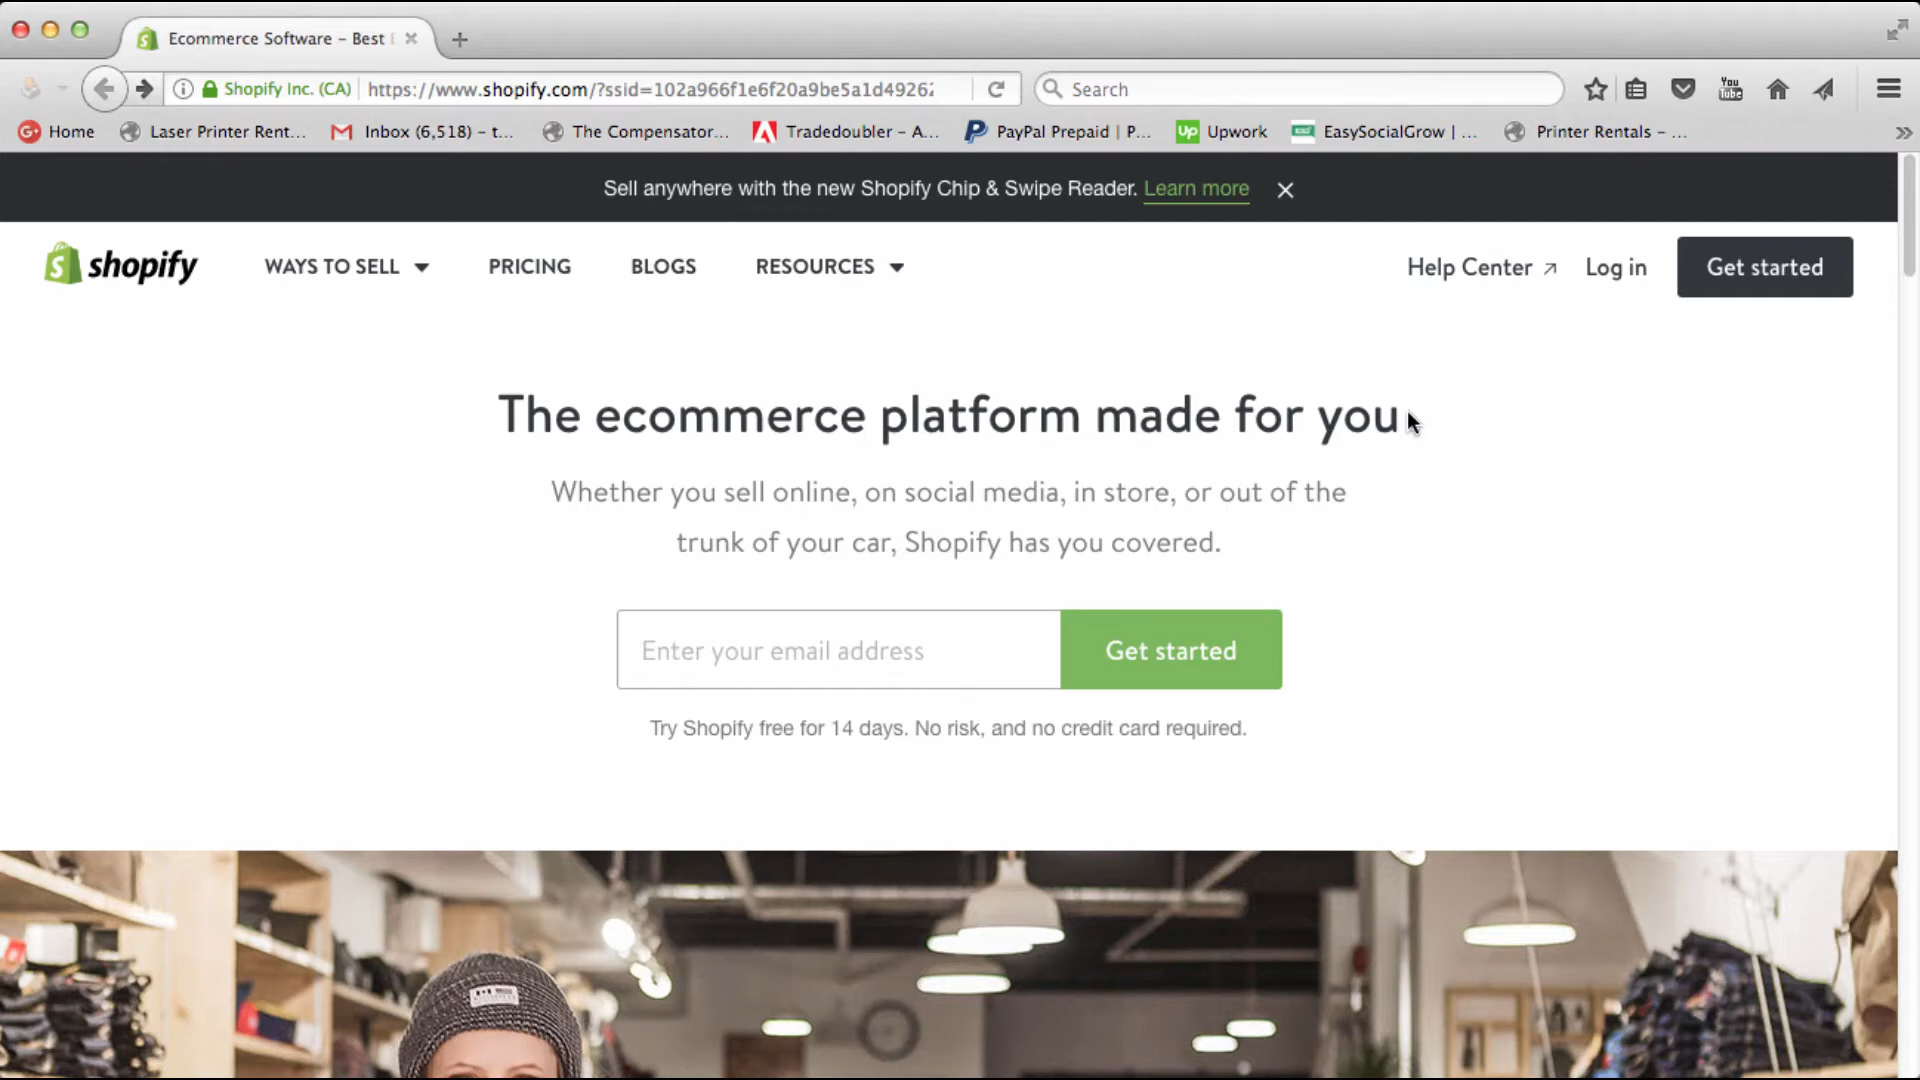 Ecommerce Software – Best
Shopify Inc. (CA)
https://www.shopify.com/?ssid=102a966f1e6f20a9be5a1d4926
Search
You
Tube
Home
Laser Printer Rent...
Inbox (6,518) – t...
The Compensator...
Tradedoubler – A...
PayPal Prepaid | P...
Up
Upwork
EasySocialGrow | ...
Printer Rentals – ...
Sell anywhere with the new Shopify Chip & Swipe Reader. Learn more
shopify
WAYS TO SELL
PRICING
BLOGS
RESOURCES
Help Center
Log in
Get started
The ecommerce platform made for you
Whether you sell online, on social media, in store, or out of the
trunk of your car, Shopify has you covered.
Enter your email address
Get started
Try Shopify free for 14 days. No risk, and no credit card required.